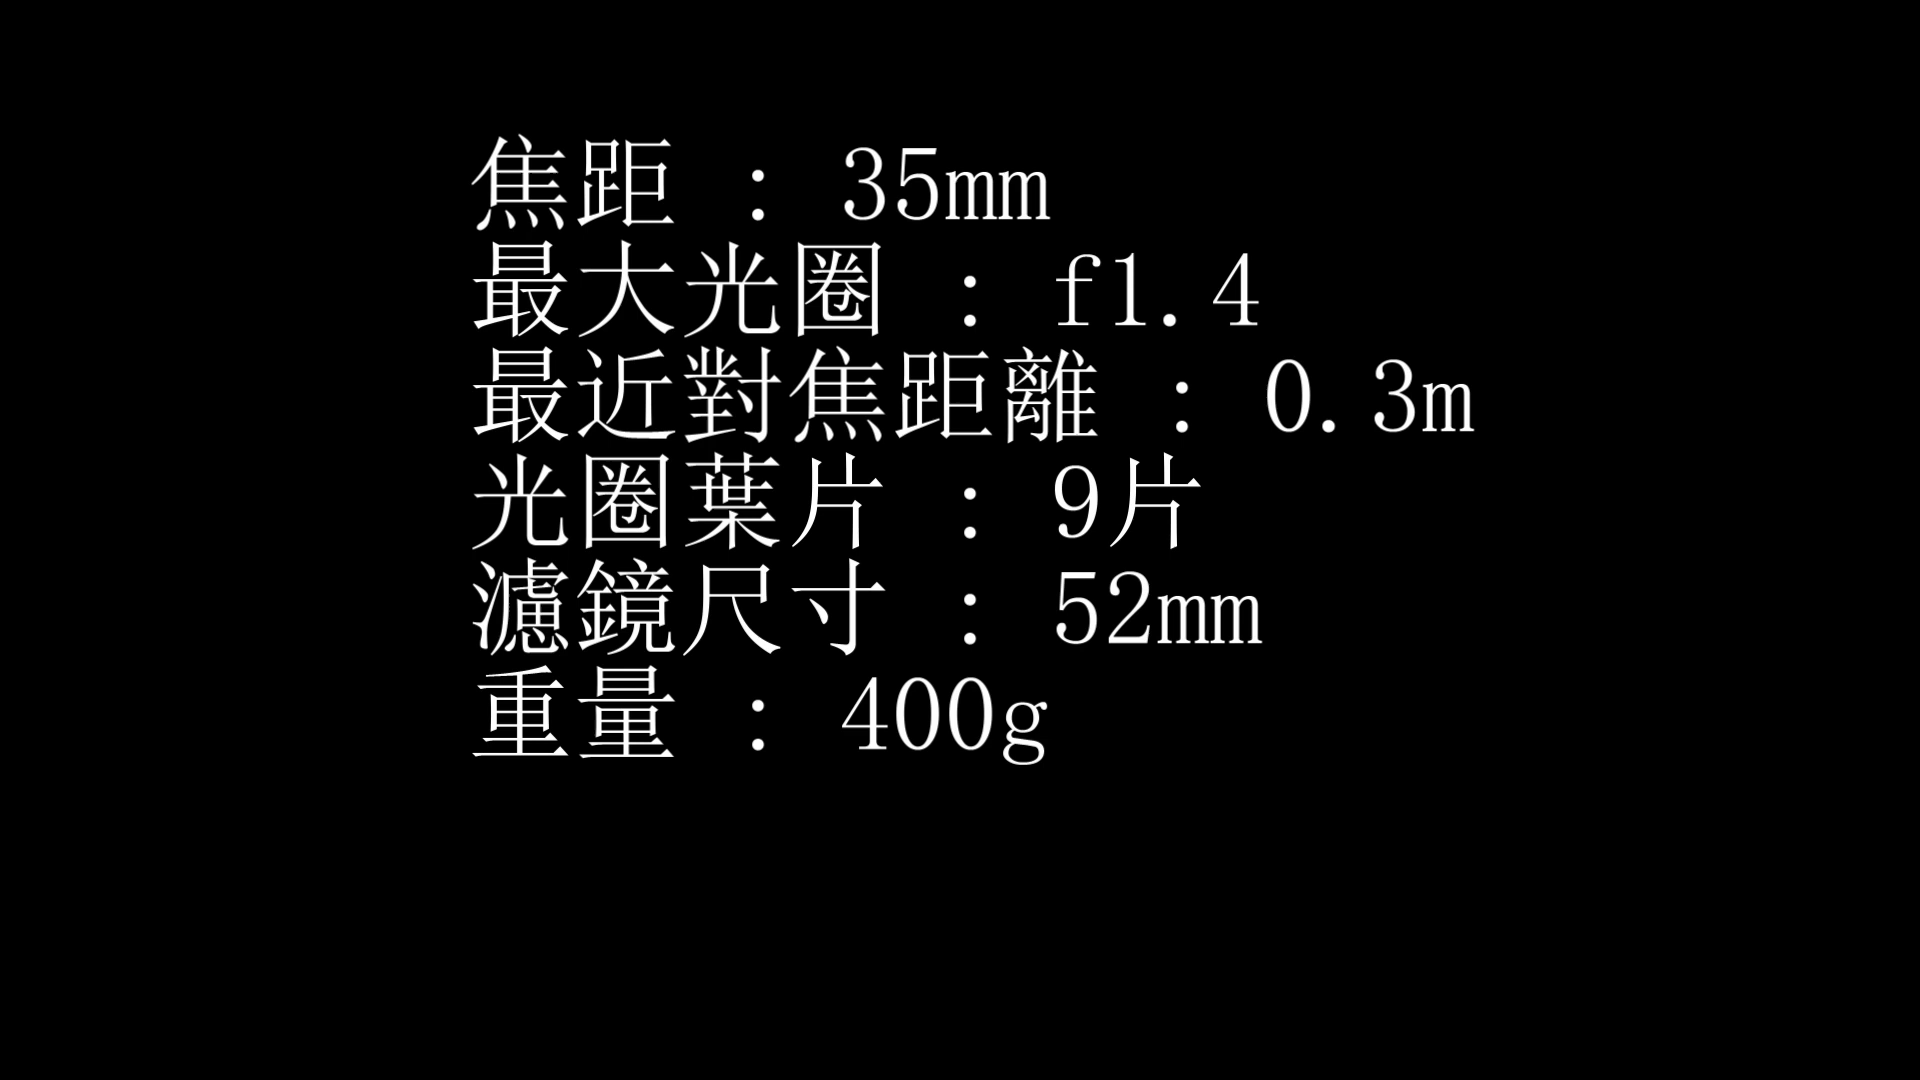 焦距 : 35mm
最大光圈 : f1.4
最近對焦距離 : 0.3m
光圈葉片 : 9片
濾鏡尺寸 : 52mm
重量 : 400g